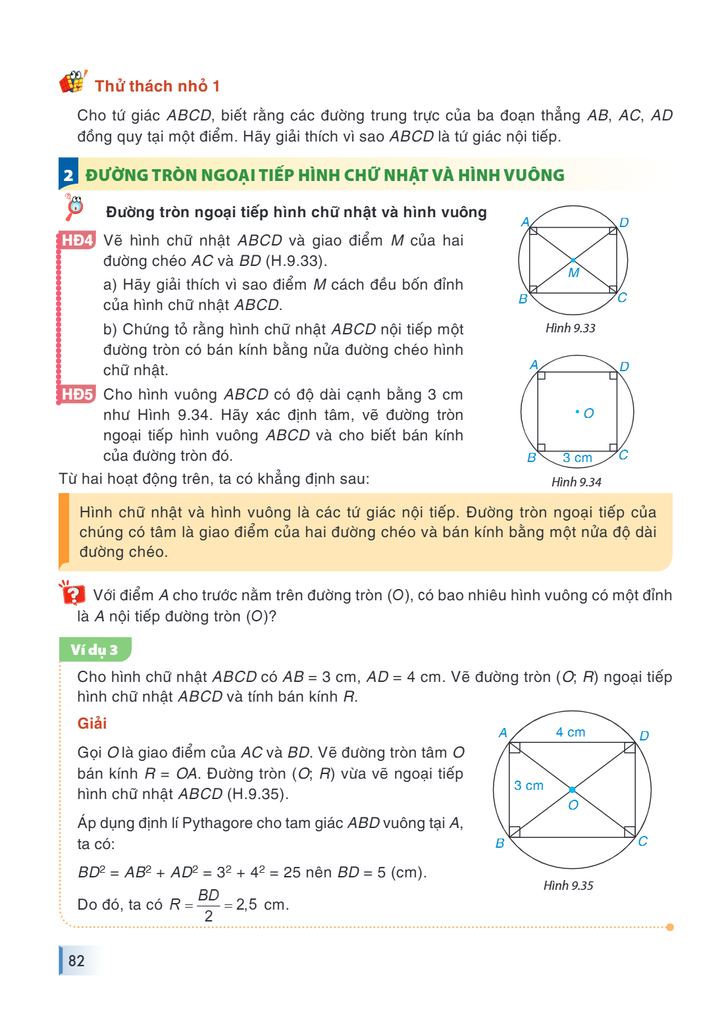 Thử thách nhỏ 1
Cho tứ giác ABCD, biết rằng các đường trung trực của ba đoạn thẳng AB, AC, AD
đồng quy tại một điểm. Hãy giải thích vì sao ABCD là tứ giác nội tiếp.
2 ĐƯỜNG TRÒN NGOẠI TIẾP HÌNH CHỮ NHẬT VÀ HÌNH VUÔNG
Đường tròn ngoại tiếp hình chữ nhật và hình vuông
HĐ4 Vẽ hình chữ nhật ABCD và giao điểm M của hai
đường chéo AC và BD (H.9.33).
a) Hãy giải thích vì sao điểm M cách đều bốn đỉnh
của hình chữ nhật ABCD.
b) Chứng tỏ rằng hình chữ nhật ABCD nội tiếp một
đường tròn có bán kính bằng nửa đường chéo hình
chữ nhật.
A D
M
B C
Hình 9.33
HĐ5 Cho hình vuông ABCD có độ dài cạnh bằng 3 cm
như Hình 9.34. Hãy xác định tâm, vẽ đường tròn
ngoại tiếp hình vuông ABCD và cho biết bán kính
của đường tròn đó.
A D
O
B 3 cm C
Hình 9.34
Từ hai hoạt động trên, ta có khẳng định sau:
Hình chữ nhật và hình vuông là các tứ giác nội tiếp. Đường tròn ngoại tiếp của
chúng có tâm là giao điểm của hai đường chéo và bán kính bằng một nửa độ dài
đường chéo.
? Với điểm A cho trước nằm trên đường tròn (O), có bao nhiêu hình vuông có một đỉnh
là A nội tiếp đường tròn (O)?
Ví dụ 3
Cho hình chữ nhật ABCD có AB = 3 cm, AD = 4 cm. Vẽ đường tròn (O; R) ngoại tiếp
hình chữ nhật ABCD và tính bán kính R.
Giải
Gọi O là giao điểm của AC và BD. Vẽ đường tròn tâm O
bán kính R = OA. Đường tròn (O; R) vừa vẽ ngoại tiếp
hình chữ nhật ABCD (H.9.35).
Áp dụng định lí Pythagore cho tam giác ABD vuông tại A,
ta có:
BD² = AB² + AD² = 3² + 4² = 25 nên BD = 5 (cm).
Do đó, ta có R = BD/2 = 2,5 cm.
A 4 cm D
3 cm
O
B C
Hình 9.35
82